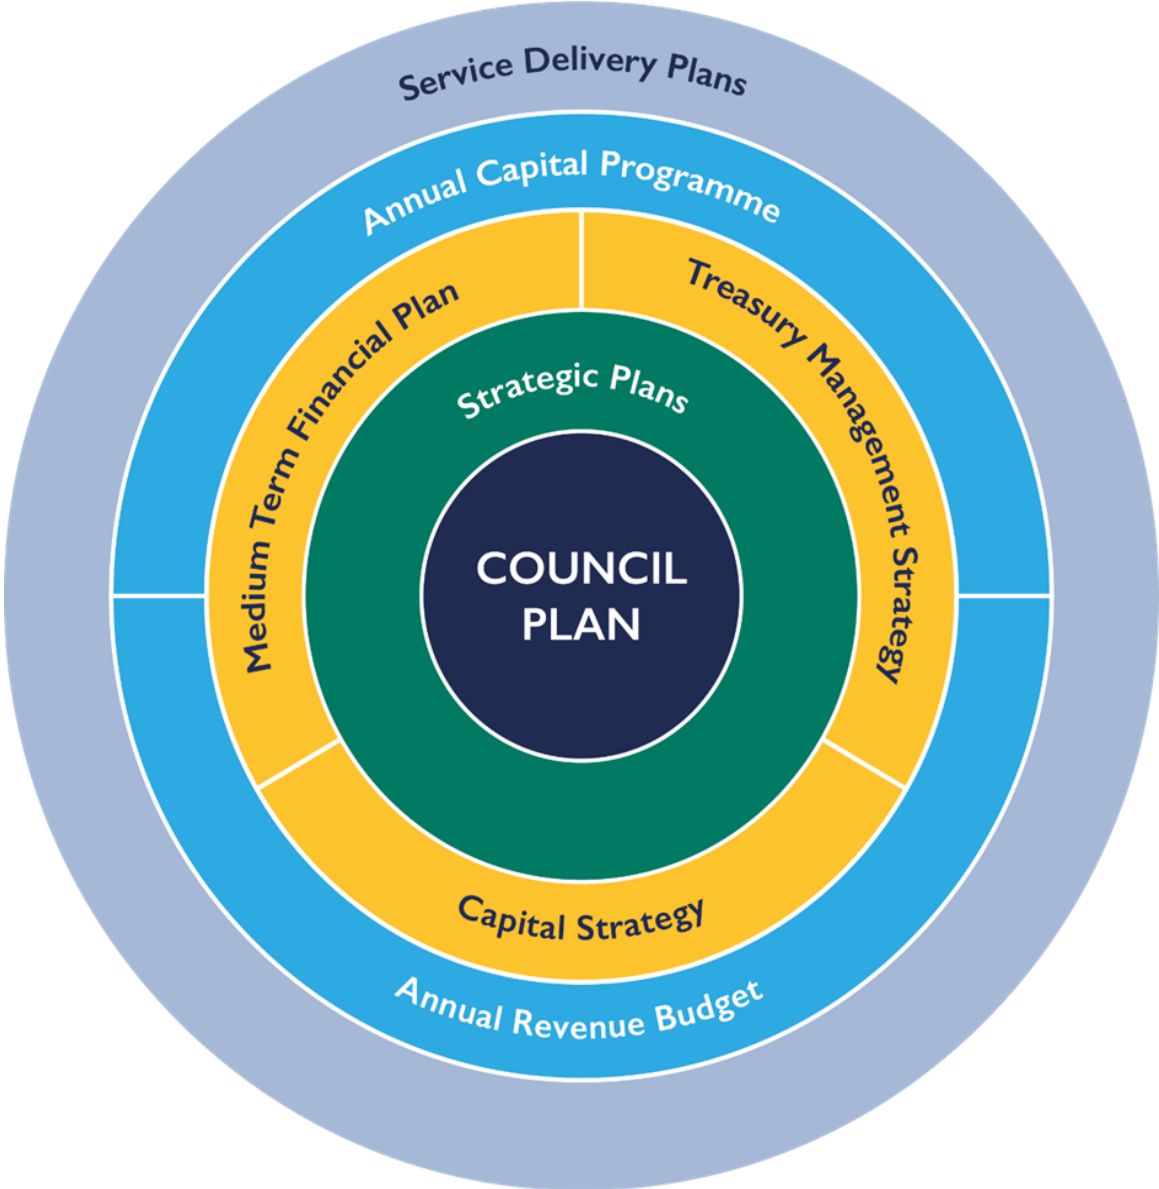 Service Delivery Plans
Annual Capital Programme
Medium Term Financial Plan
Treasury Management Strategy
Strategic Plans
COUNCIL
PLAN
Capital Strategy
Annual Revenue Budget